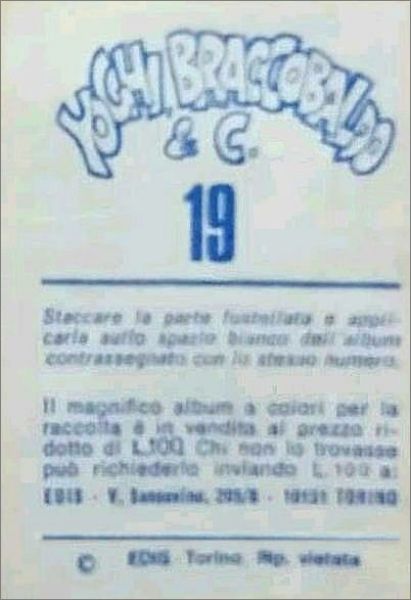 YOGHI, BRACCOBALDO
& C.
19
Staccare la parte fustellata e appli-
carla sullo spazio bianco dell'album
contrassegnato con lo stesso numero.
Il magnifico album a colori per la
raccolta è in vendita al prezzo ri-
dotto di L.100 Chi non lo trovasse
può richiederlo inviando L. 100 a:
EDIS - V. Sansovino, - TORINO
© EDIS Torino Rip. vietata